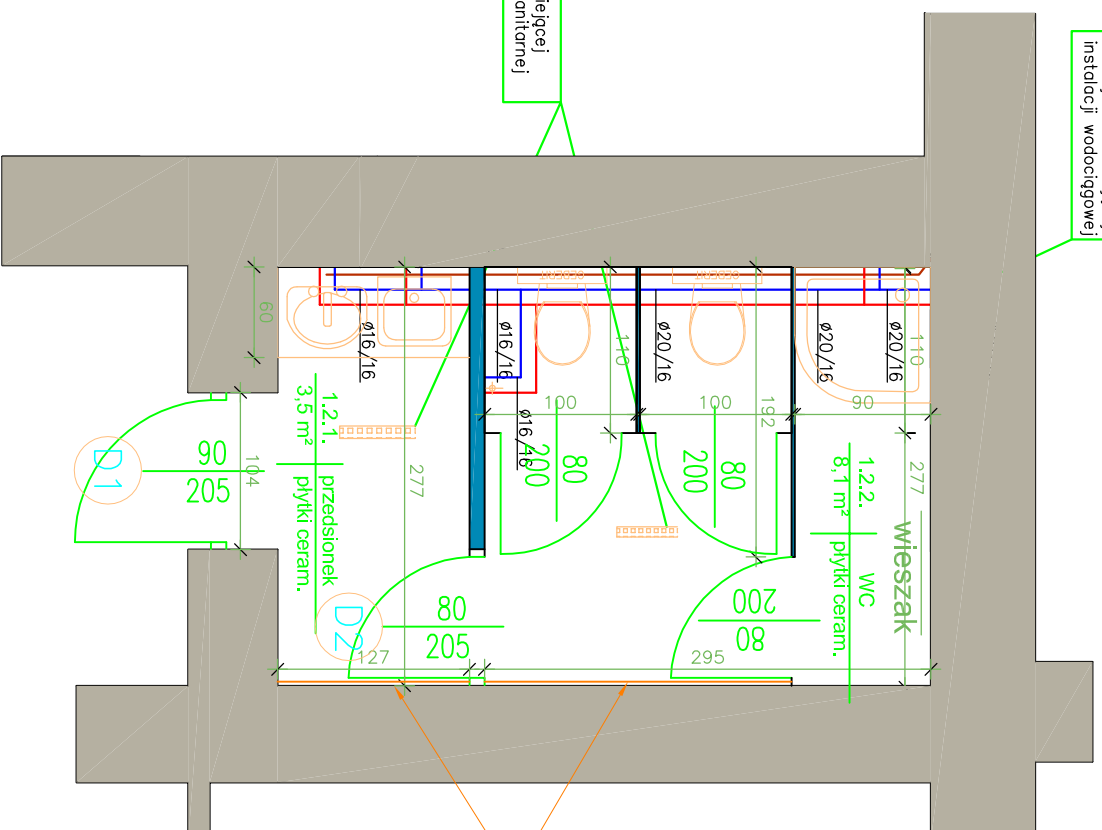 iejącej
anitarnej
instalacji wodociągowej
60
ø16/16
ø16/16
ø16/16
110
ø20/16
ø20/16
ø20/16
110
100
100
192
90
1.2.1.
3,5 m²
przedsionek
płytki ceram.
277
D1
90
205
104
80
200
80
200
1.2.2.
8,1 m²
WC
płytki ceram.
277
wieszak
D2
80
205
80
200
127
295